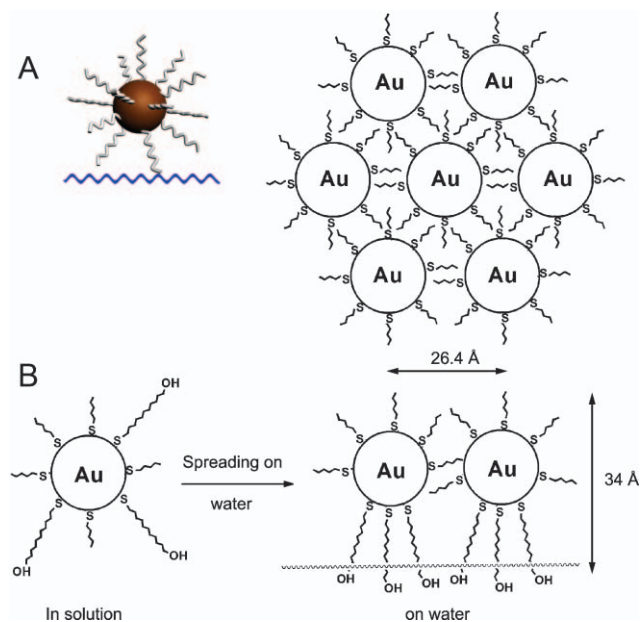 A
S S
S S S S
S Au S S Au S
S S S S
S S
S S S
S S S S S S
S Au S S Au S S Au S
S S S S S S
S S S
S S
S S S S
S Au S S Au S
S S S S
S S
26.4 Å
B
OH
S
S S
S Au S
S S
S
OH
OH
Spreading on
water
S S
S S S S
S Au S S Au S
S S S S S S
OH OH OH OH OH OH
34 Å
In solution
on water